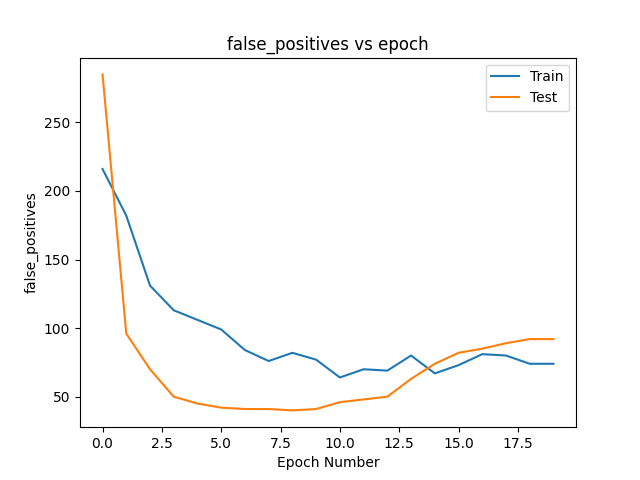 false_positives vs epoch
Train
Test
false_positives
250
200
150
100
50
0.0 2.5 5.0 7.5 10.0 12.5 15.0 17.5
Epoch Number